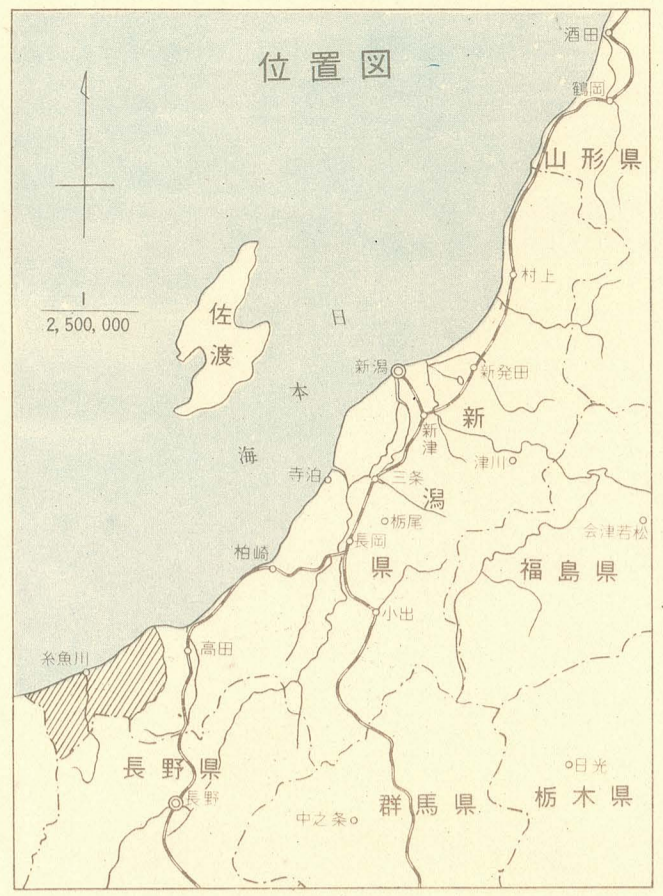 位置図
酒田
鶴岡
山形県
村上
1
2,500,000
佐渡
日本海
新潟
新発田
新津
新潟県
津川
寺泊
三条
栃尾
会津若松
長岡
柏崎
福島県
小出
高田
糸魚川
長野県
長野
日光
群馬県
栃木県
中之条